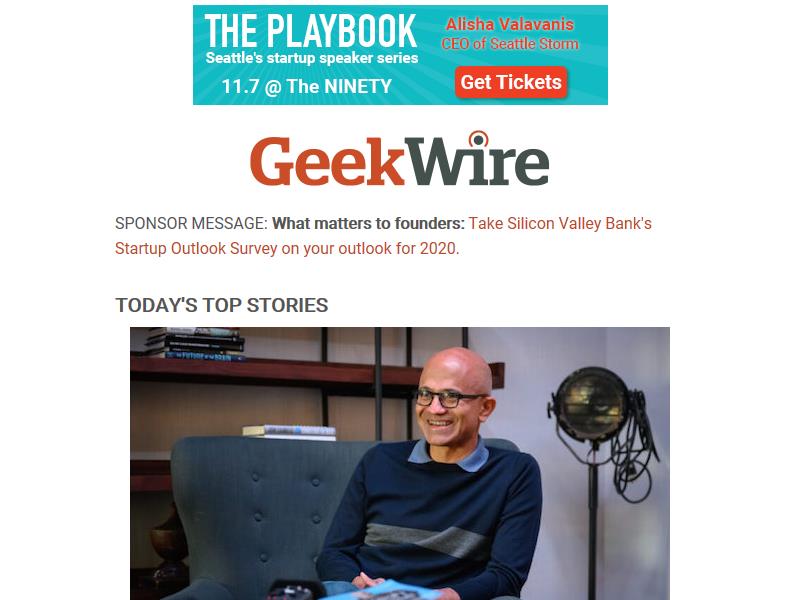 THE PLAYBOOK
Seattle's startup speaker series
11.7 @ The NINETY
Alisha Valavanis
CEO of Seattle Storm
Get Tickets
GeekWire
SPONSOR MESSAGE: What matters to founders: Take Silicon Valley Bank's
Startup Outlook Survey on your outlook for 2020.
TODAY'S TOP STORIES